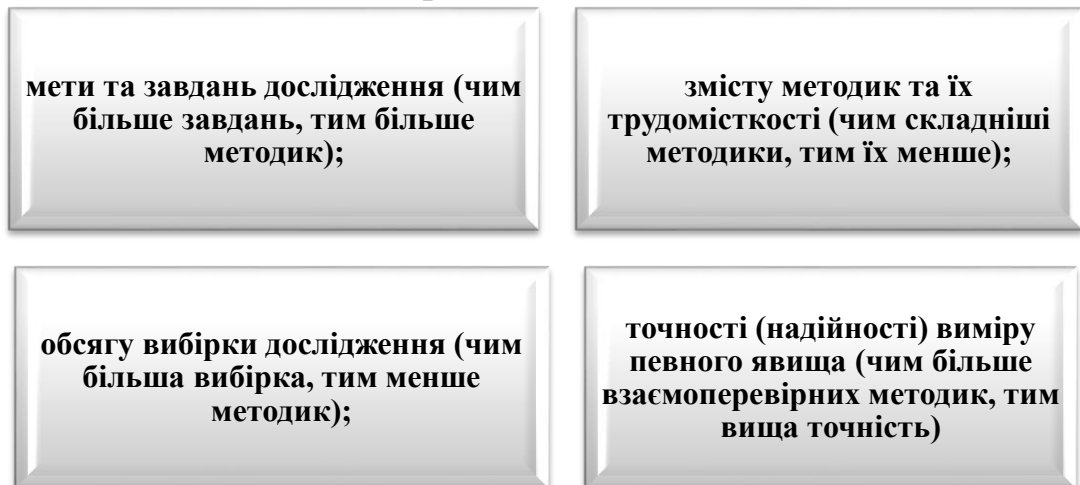 мети та завдань дослідження (чим
більше завдань, тим більше
методик);
змісту методик та їх
трудомісткості (чим складніші
методики, тим їх менше);
обсягу вибірки дослідження (чим
більша вибірка, тим менше
методик);
точності (надійності) виміру
певного явища (чим більше
взаємоперевірних методик, тим
вища точність)